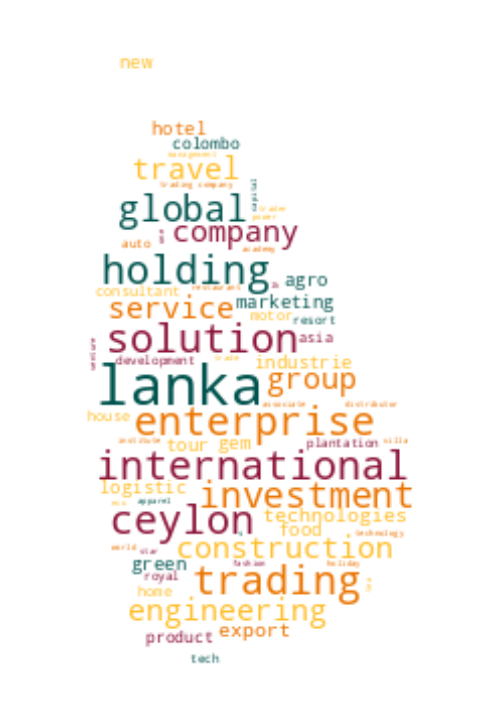 new
hotel
colombo
management
travel
trading company
capital
global
trader
power
company
auto
academy
holding
agro
consultant
restaurant
marketing
service
motor
resort
solution
asia
venture
development
trade
industrie
lanka
group
associate
distributor
house
enterprise
institute
tour
gem
plantation
villa
international
logistic
investment
apparel
ceylon
technologies
food
technology
construction
world
star
green
fashion
holiday
royal
trading
home
engineering
export
product
tech